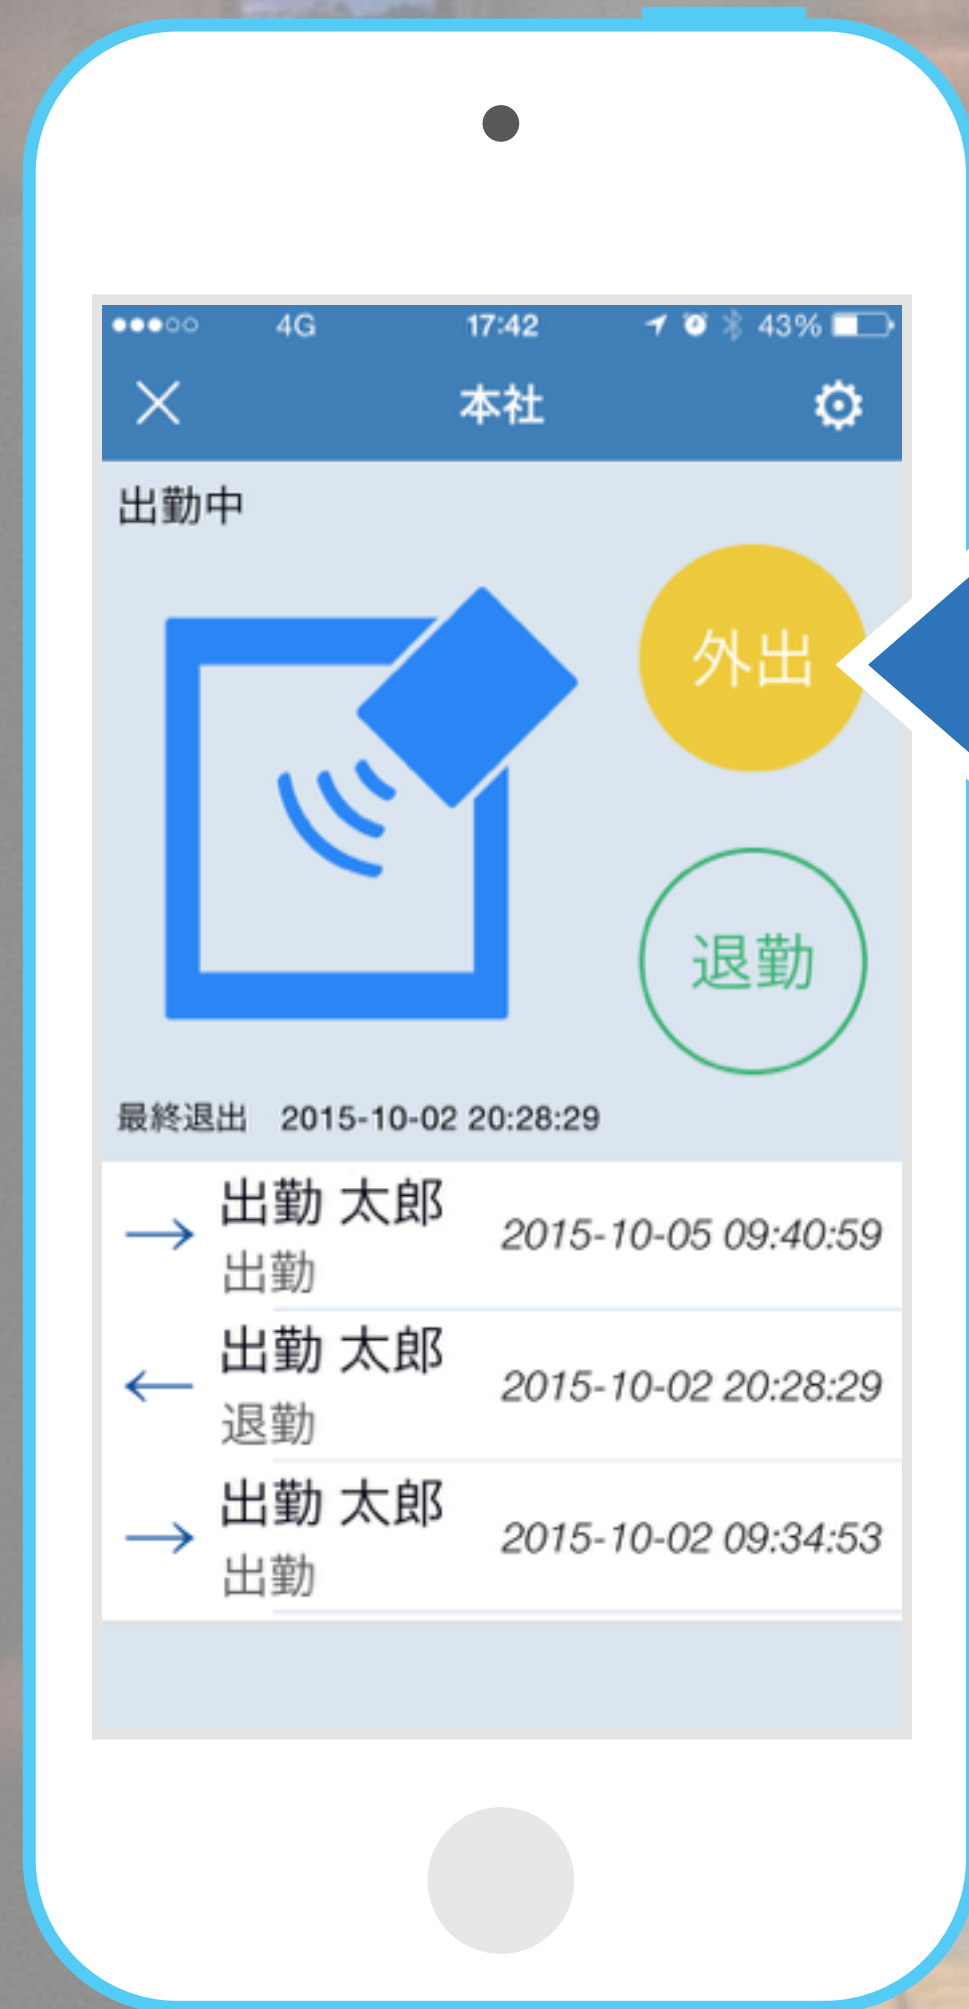 4G 17:42 43%
本社
出勤中
外出
退勤
最終退出 2015-10-02 20:28:29
出勤 太郎
出勤
2015-10-05 09:40:59
出勤 太郎
退勤
2015-10-02 20:28:29
出勤 太郎
出勤
2015-10-02 09:34:53